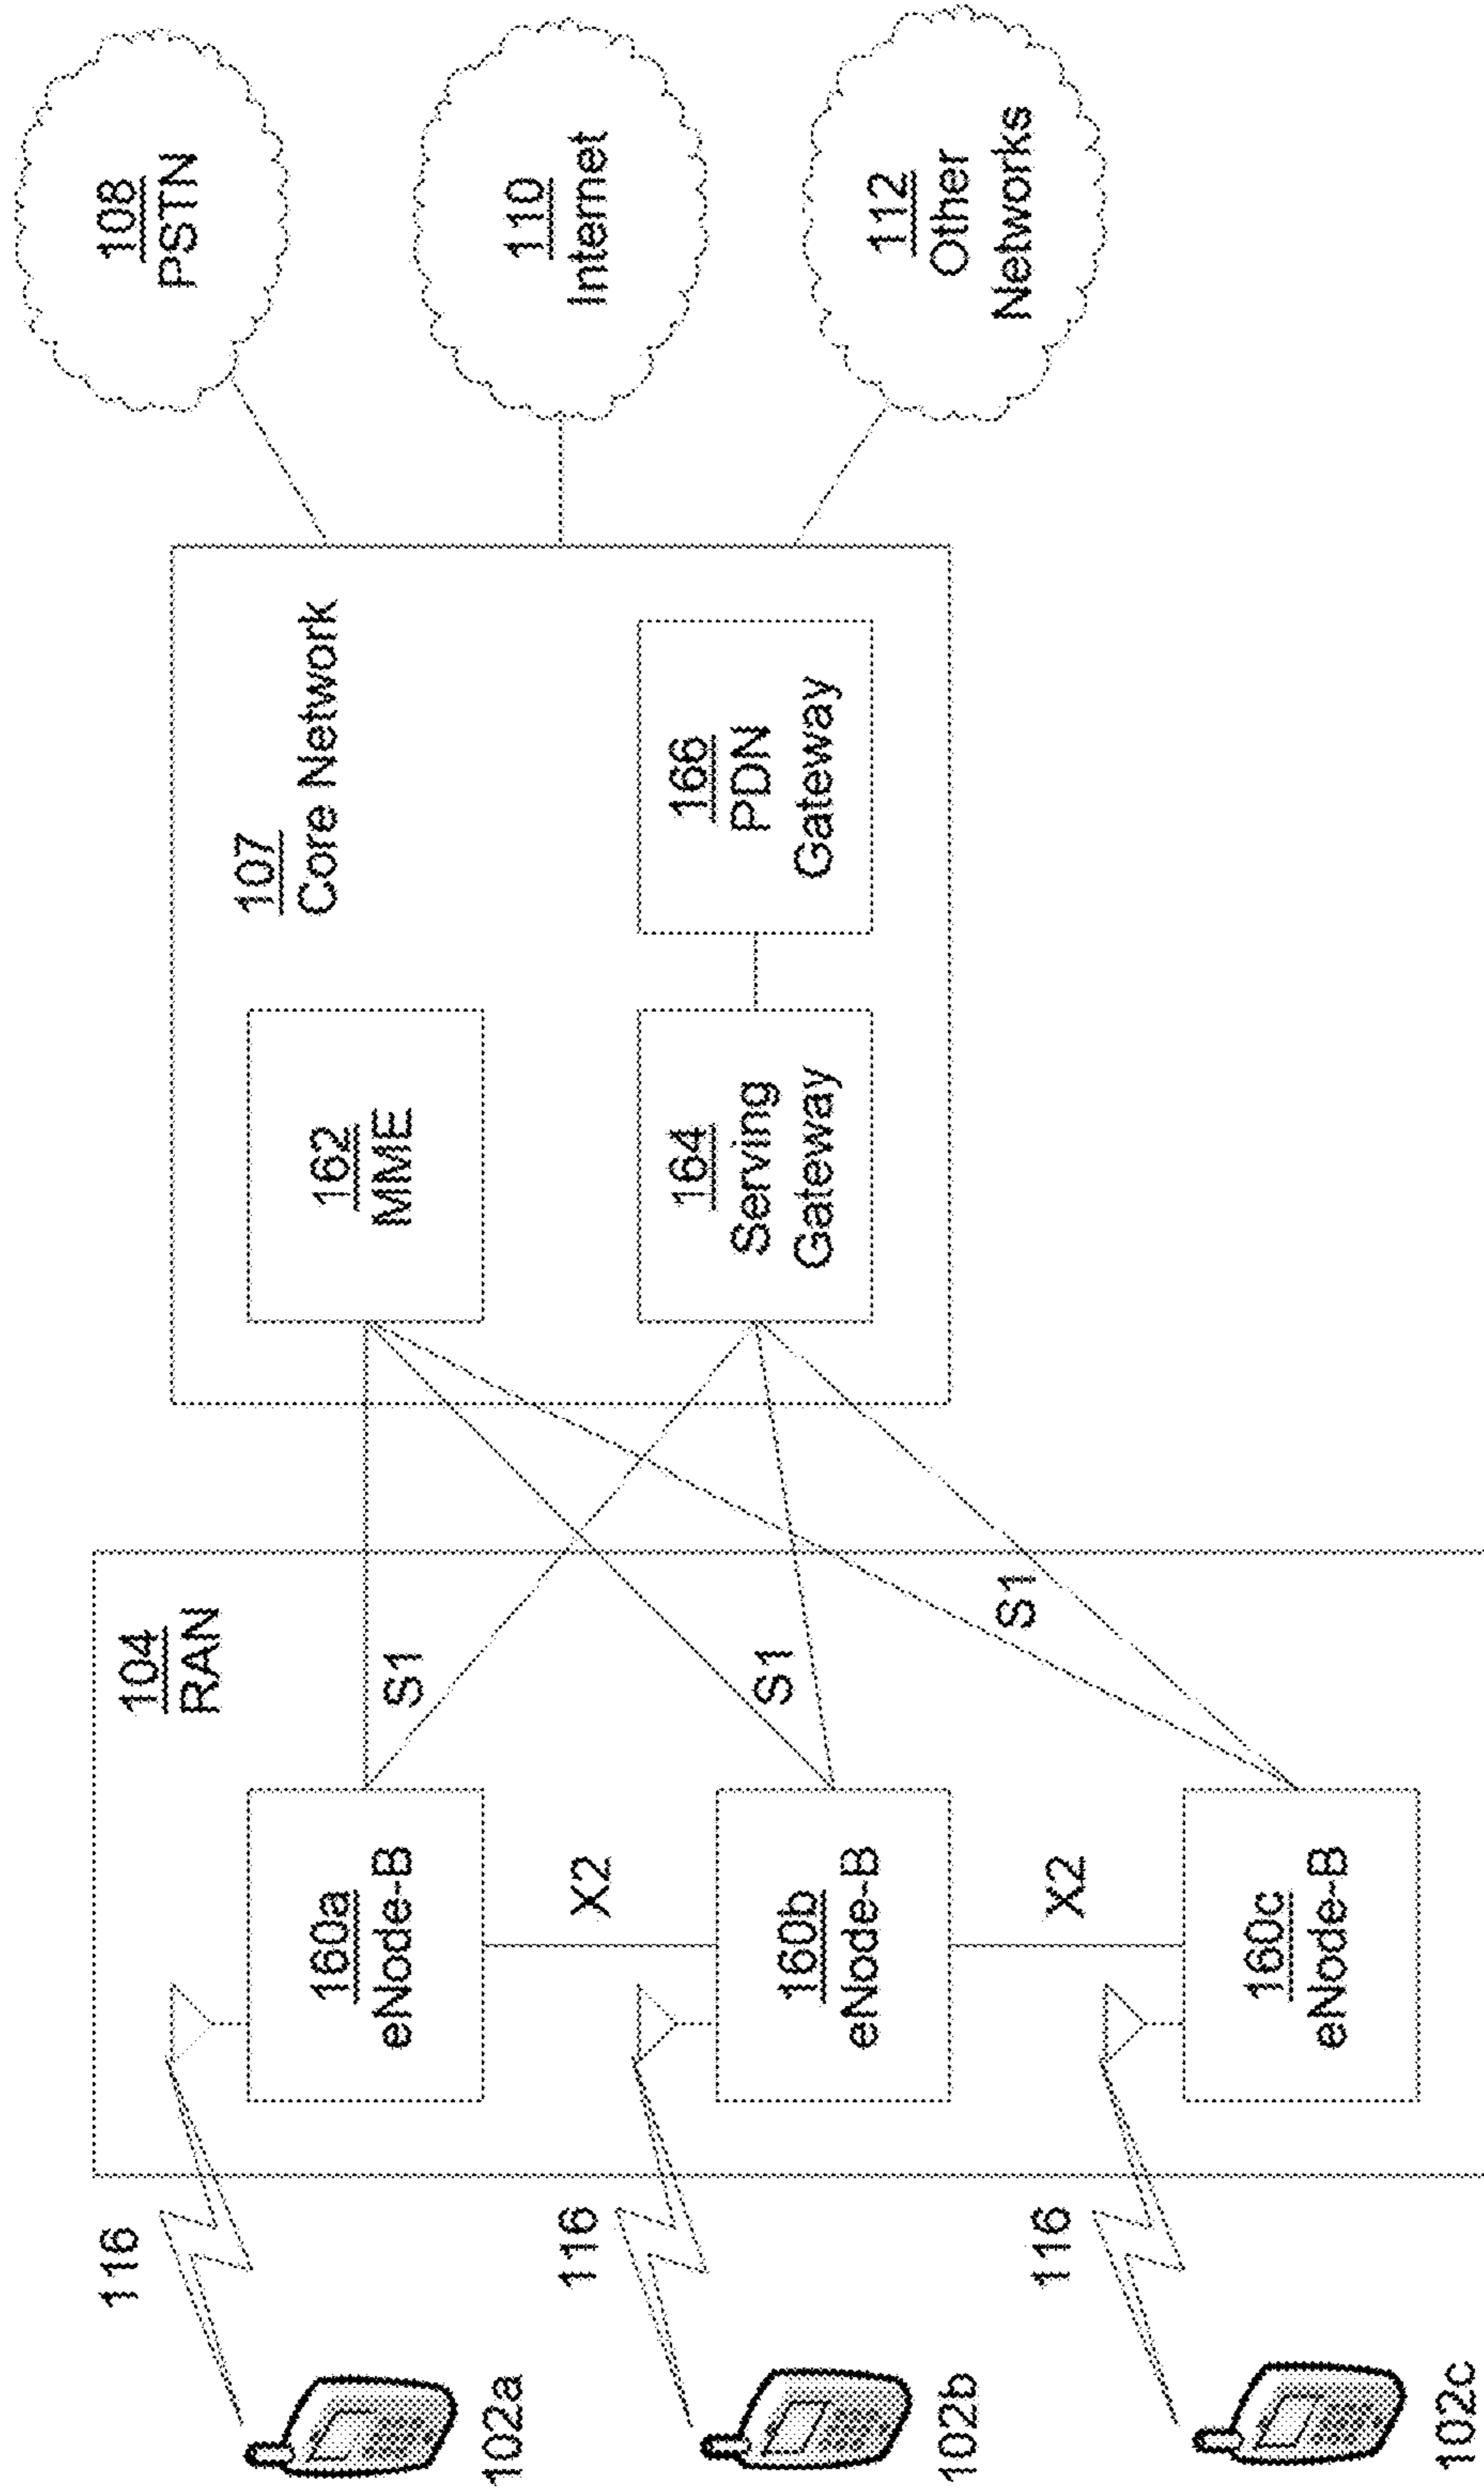 116
102a
116
102b
116
102c
104
RAN
160a
eNode-B
X2
160b
eNode-B
X2
160c
eNode-B
S1
S1
S1
107
Core Network
162
MME
164
Serving
Gateway
166
PDN
Gateway
108
PSTN
110
Internet
112
Other
Networks